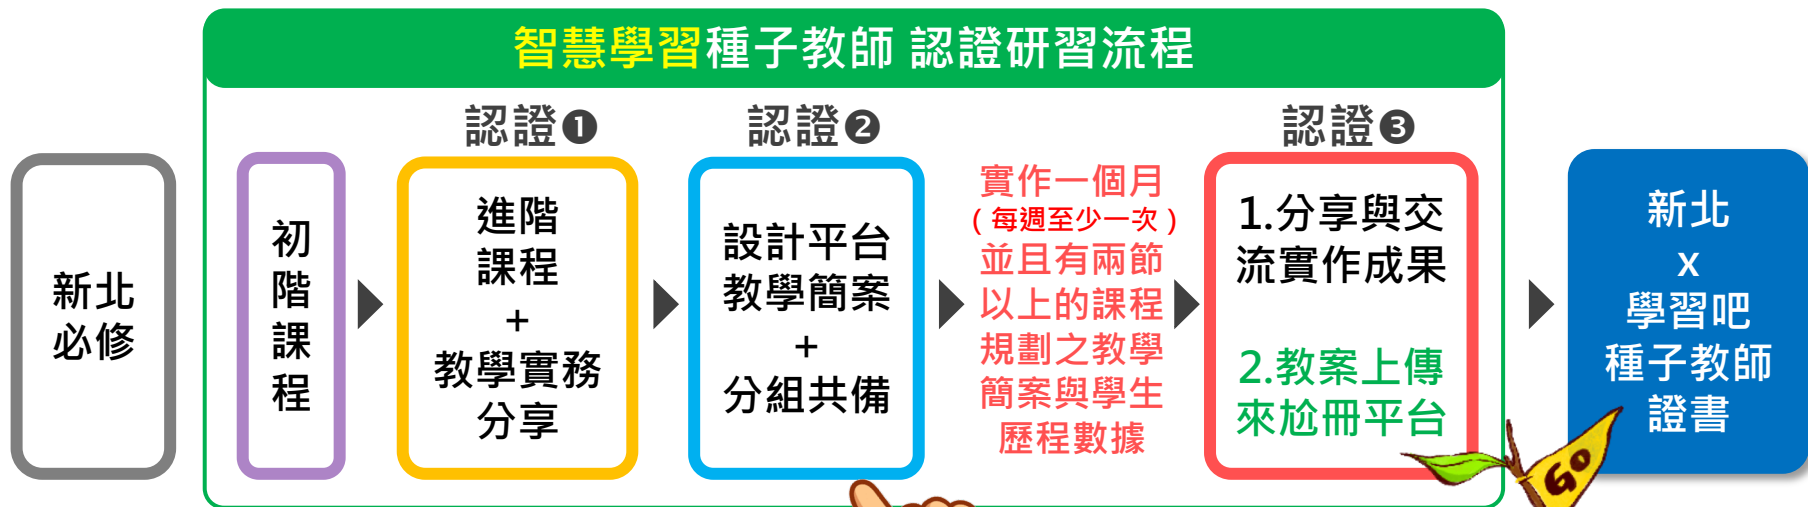 智慧學習種子教師 認證研習流程
新北
必修
初
階
課
程
認證❶
進階
課程
+
教學實務
分享
認證❷
設計平台
教學簡案
+
分組共備
實作一個月
(每週至少一次)
並且有兩節
以上的課程
規劃之教學
簡案與學生
歷程數據
認證❸
1.分享與交
流實作成果
2.教案上傳
來尬冊平台
新北
x
學習吧
種子教師
證書
GO